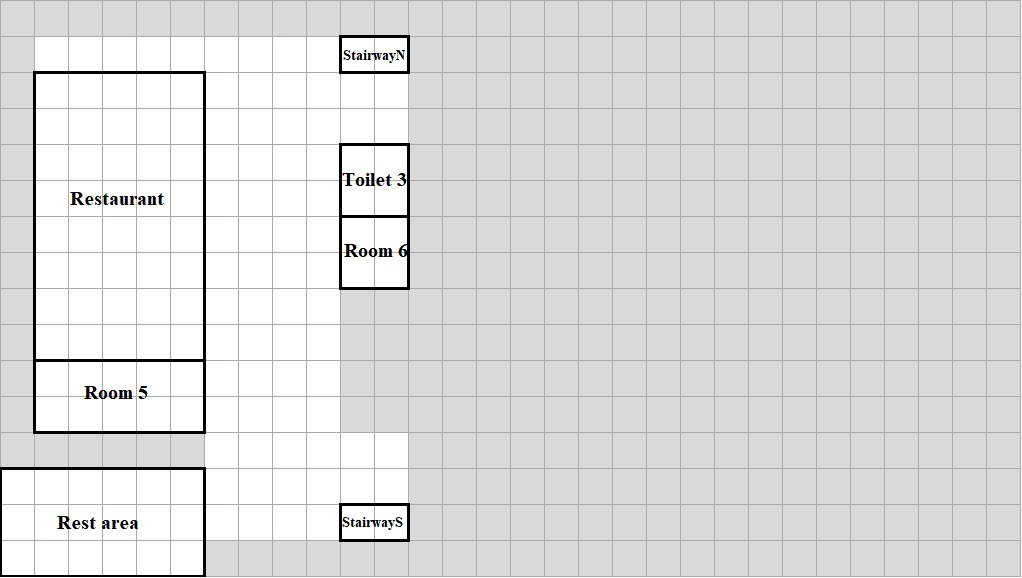 StairwayN
Toilet 3
Restaurant
Room 6
Room 5
Rest area
StairwayS